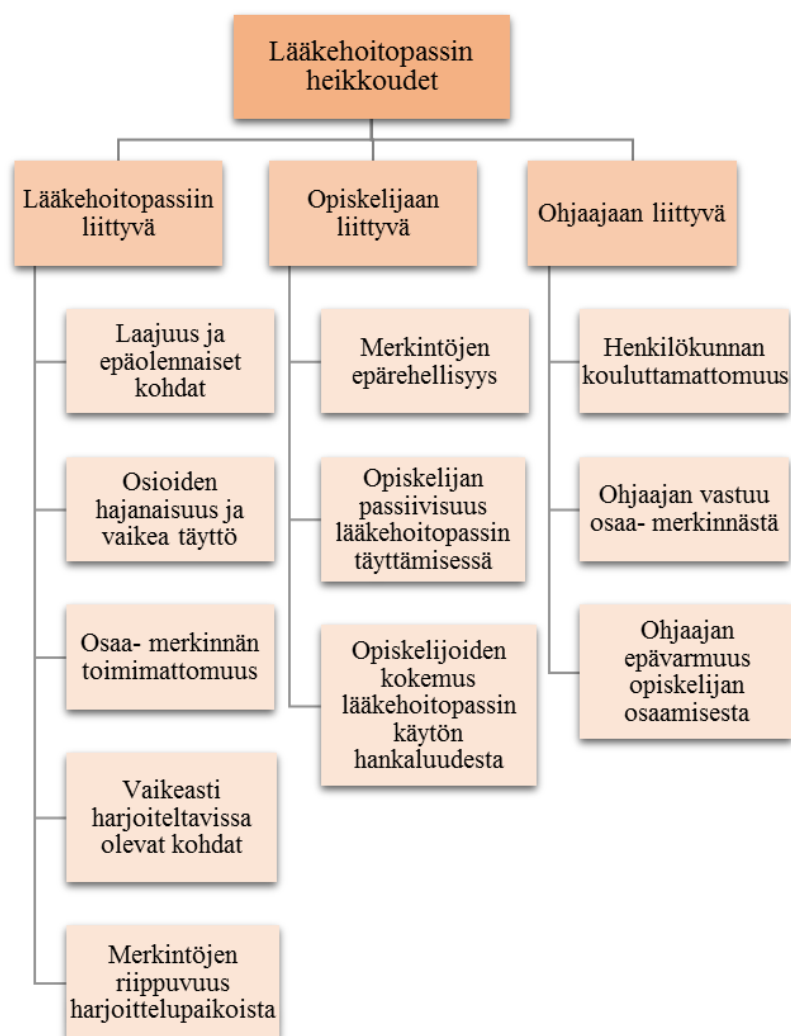 Lääkehoitopassin
heikkoudet
Lääkehoitopassiin
liittyvä
Opiskelijaan
liittyvä
Ohjaajaan liittyvä
Laajuus ja
epäolennaiset
kohdat
Osioiden
hajanaisuus ja
vaikea täyttö
Osaa- merkinnän
toimimattomuus
Vaikeasti
harjoiteltavissa
olevat kohdat
Merkintöjen
riippuvuus
harjoittelupaikoista
Merkintöjen
epärehellisyys
Opiskelijan
passiivisuus
lääkehoitopassin
täyttämisessä
Opiskelijoiden
kokemus
lääkehoitopassin
käytön
hankaluudesta
Henkilökunnan
kouluttamattomuus
Ohjaajan vastuu
osaa- merkinnästä
Ohjaajan
epävarmuus
opiskelijan
osaamisesta